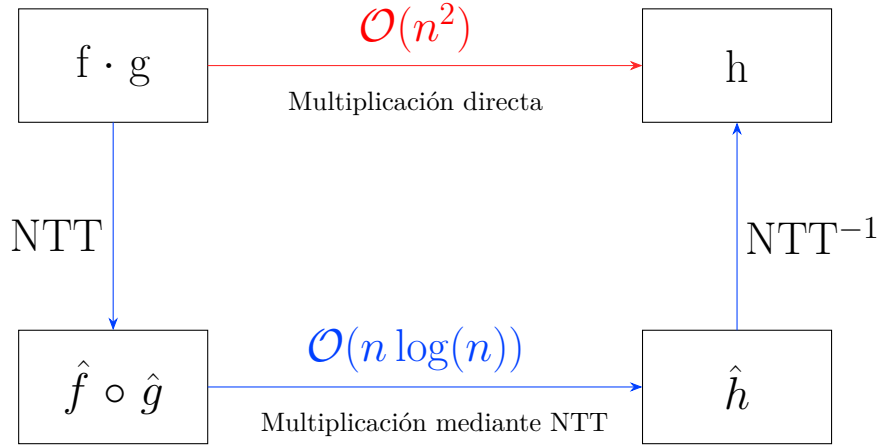 𝒪(n²)
f · g
h
Multiplicación directa
NTT
NTT⁻¹
𝒪(n log(n))
f̂ ∘ ĝ
ĥ
Multiplicación mediante NTT